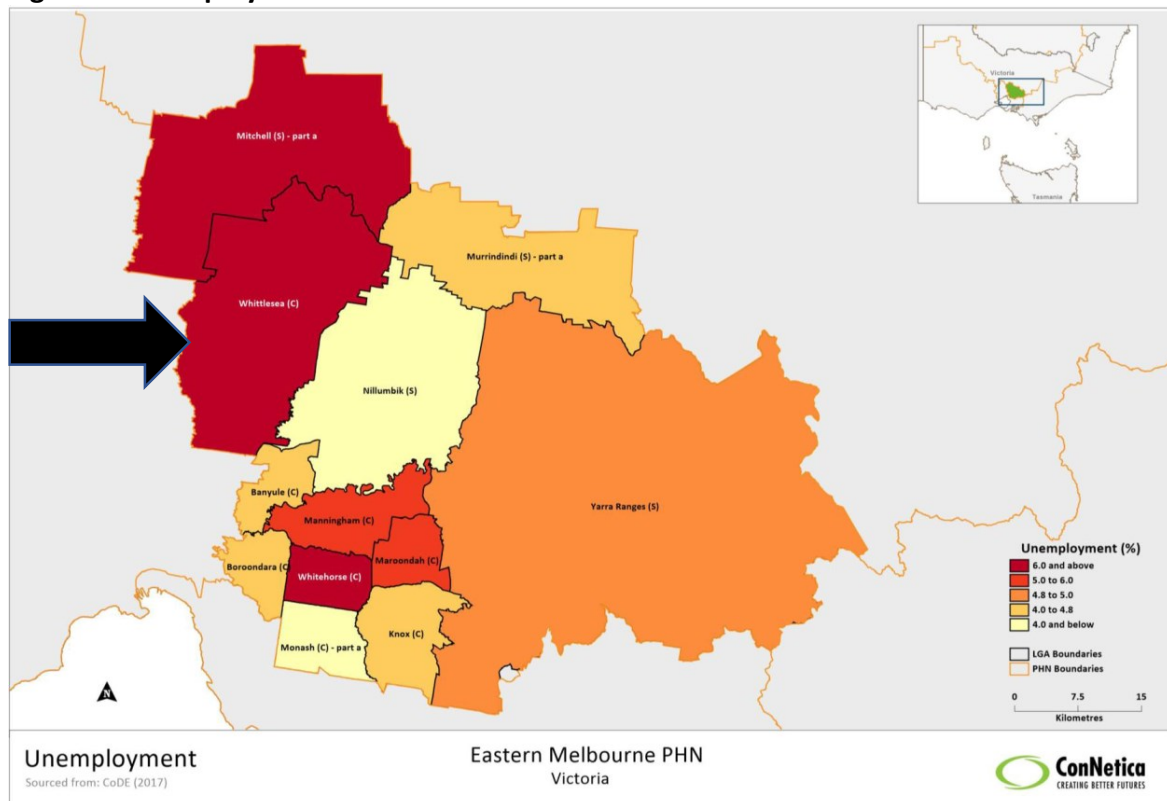 Victoria
Tasmania
Mitchell (S) - part a
Murrindindi (S) - part a
Whittlesea (C)
Nillumbik (S)
Banyule (C)
Manningham (C)
Yarra Ranges (S)
Boroondara (C)
Whitehorse (C)
Maroondah (C)
Monash (C) - part a
Knox (C)
Unemployment (%)
6.0 and above
5.0 to 6.0
4.8 to 5.0
4.0 to 4.8
4.0 and below
LGA Boundaries
PHN Boundaries
0 7.5 15
Kilometres
N
Unemployment
Sourced from: CoDE (2017)
Eastern Melbourne PHN
Victoria
ConNetica
CREATING BETTER FUTURES